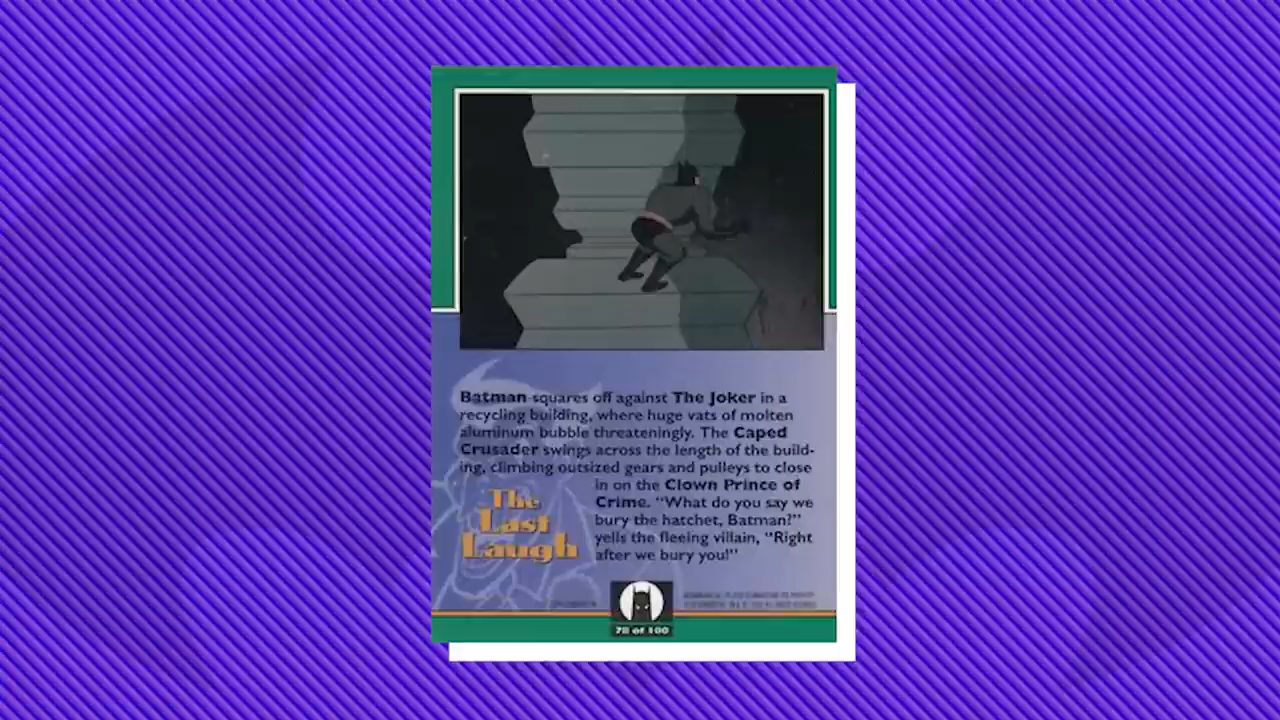 Batman squares off against The Joker in a
recycling building, where huge vats of molten
aluminum bubble threateningly. The Caped
Crusader swings across the length of the build-
ing, climbing outsized gears and pulleys to close
in on the Clown Prince of
Crime. “What do you say we
bury the hatchet, Batman?”
yells the fleeing villain, “Right
after we bury you!”
The
Last
Laugh
78 of 100